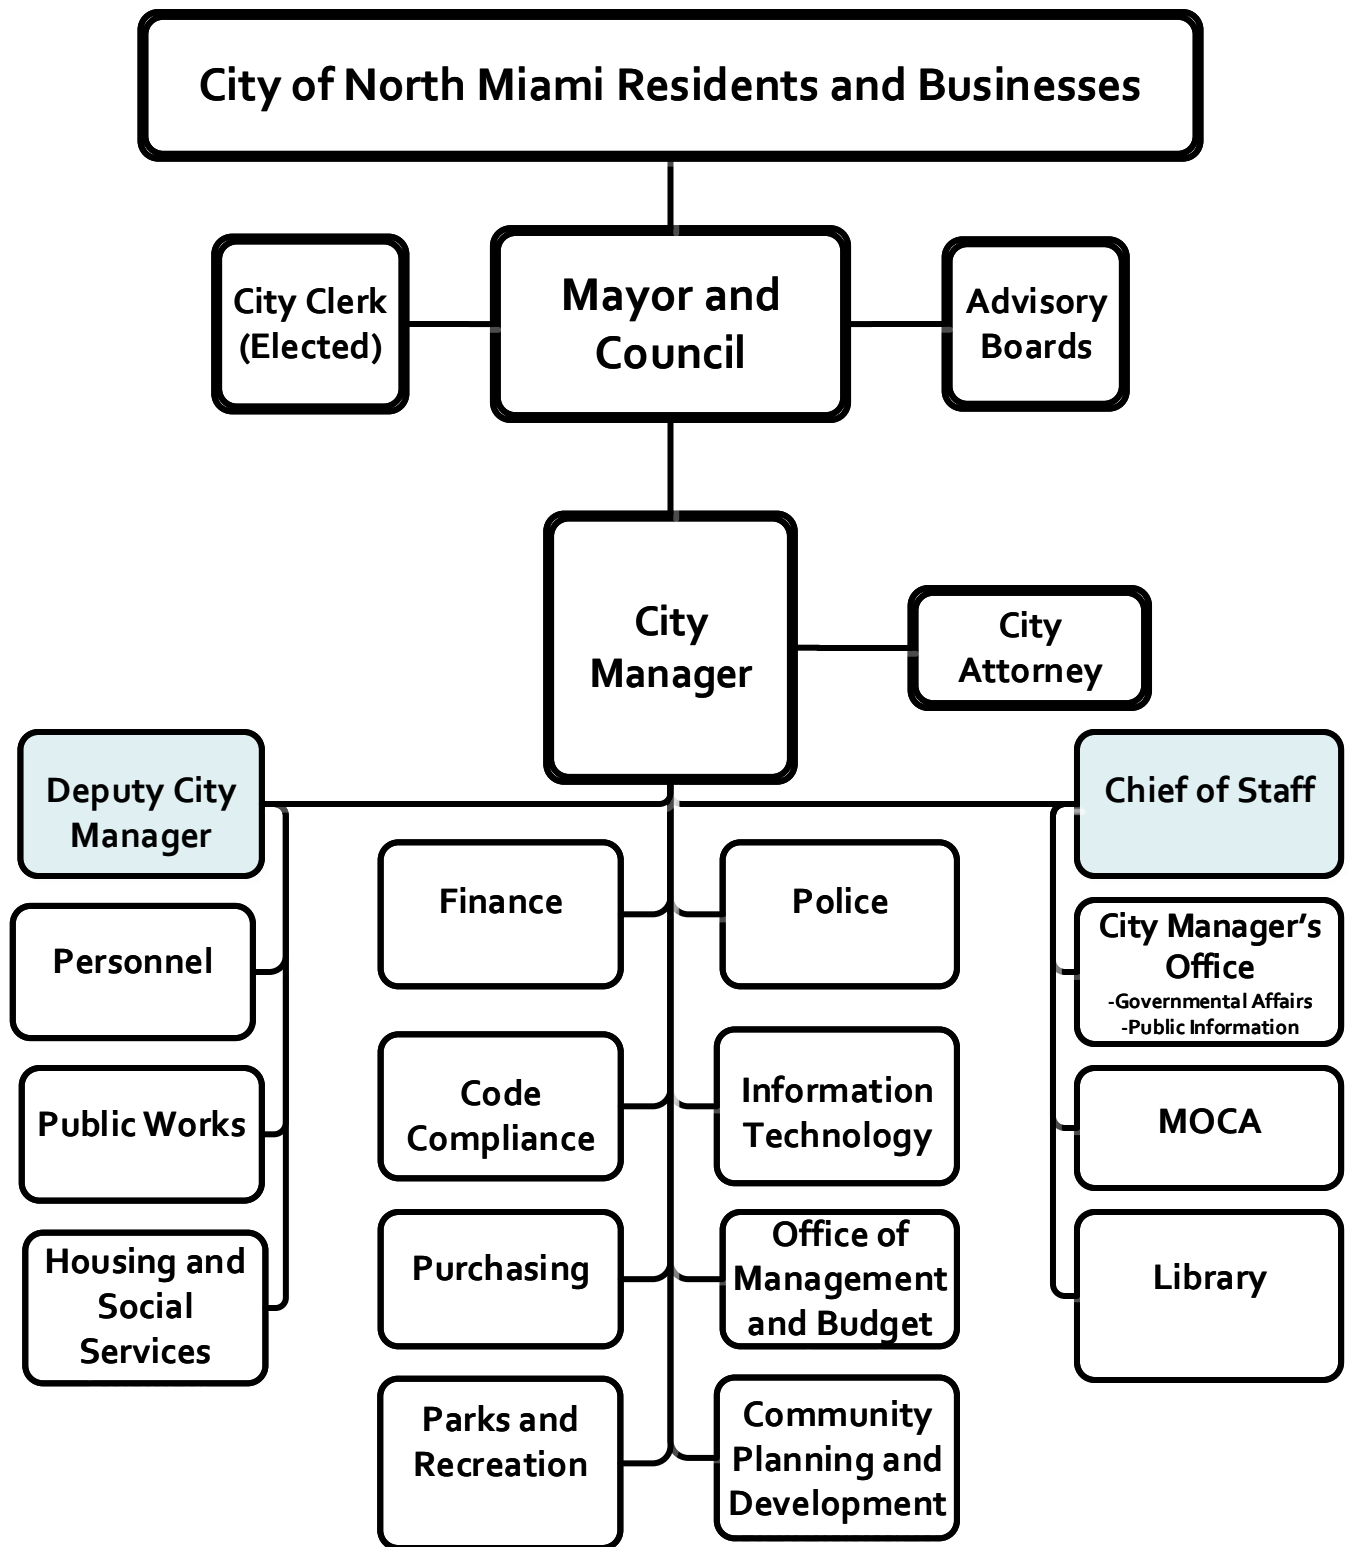 City of North Miami Residents and Businesses
City Clerk
(Elected)
Mayor and
Council
Advisory
Boards
City
Manager
City
Attorney
Deputy City
Manager
Chief of Staff
Finance
Police
Personnel
City Manager’s
Office
-Governmental Affairs
-Public Information
Code
Compliance
Information
Technology
Public Works
MOCA
Purchasing
Office of
Management
and Budget
Housing and
Social
Services
Library
Parks and
Recreation
Community
Planning and
Development